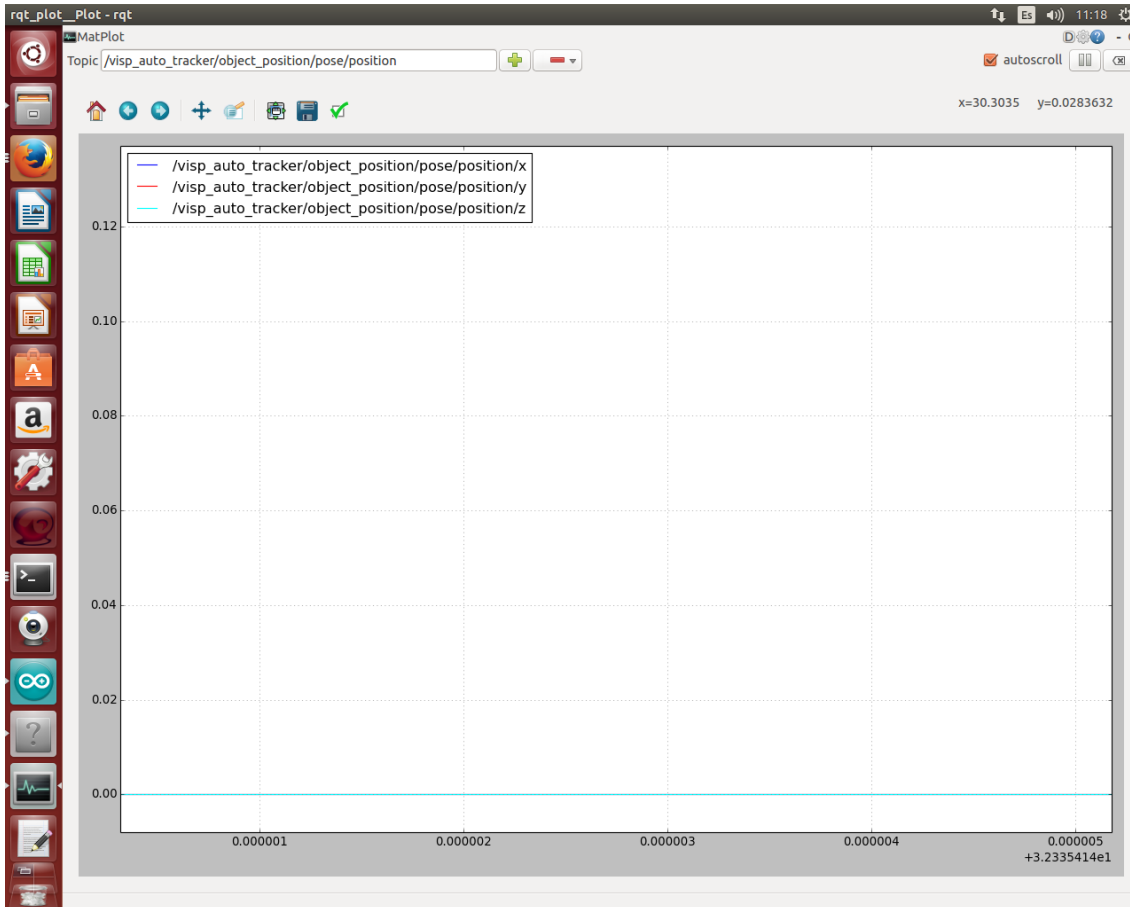 rqt_plot__Plot - rqt
Es 11:18
MatPlot
D ? -
Topic /visp_auto_tracker/object_position/pose/position
autoscroll
x=30.3035 y=0.0283632
/visp_auto_tracker/object_position/pose/position/x
/visp_auto_tracker/object_position/pose/position/y
/visp_auto_tracker/object_position/pose/position/z
0.12
0.10
0.08
0.06
0.04
0.02
0.00
0.000001 0.000002 0.000003 0.000004 0.000005
+3.2335414e1
A
a
>_
?